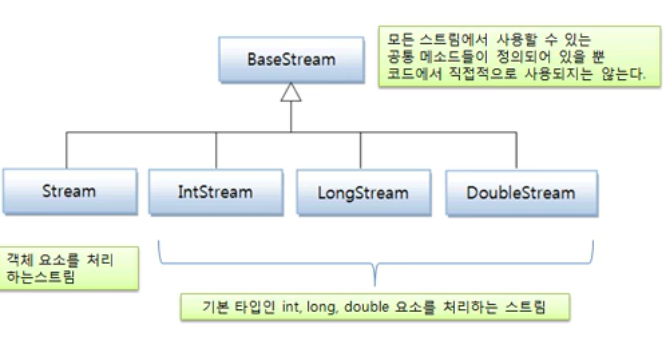 BaseStream
모든 스트림에서 사용할 수 있는
공통 메소드들이 정의되어 있을 뿐
코드에서 직접적으로 사용되지는 않는다.
Stream
IntStream
LongStream
DoubleStream
객체 요소를 처리
하는스트림
기본 타입인 int, long, double 요소를 처리하는 스트림